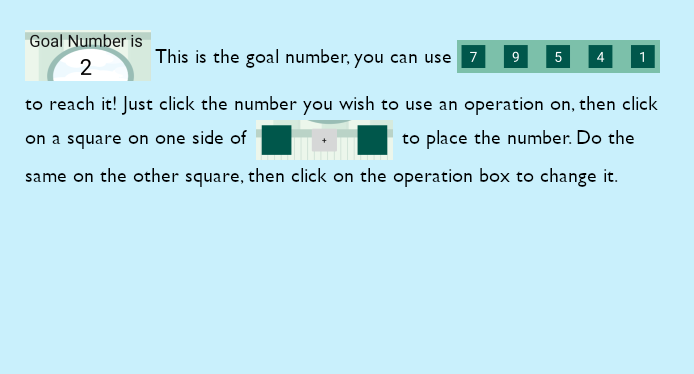 Goal Number is
2 This is the goal number, you can use 7 9 5 4 1
to reach it! Just click the number you wish to use an operation on, then click
on a square on one side of + to place the number. Do the
same on the other square, then click on the operation box to change it.